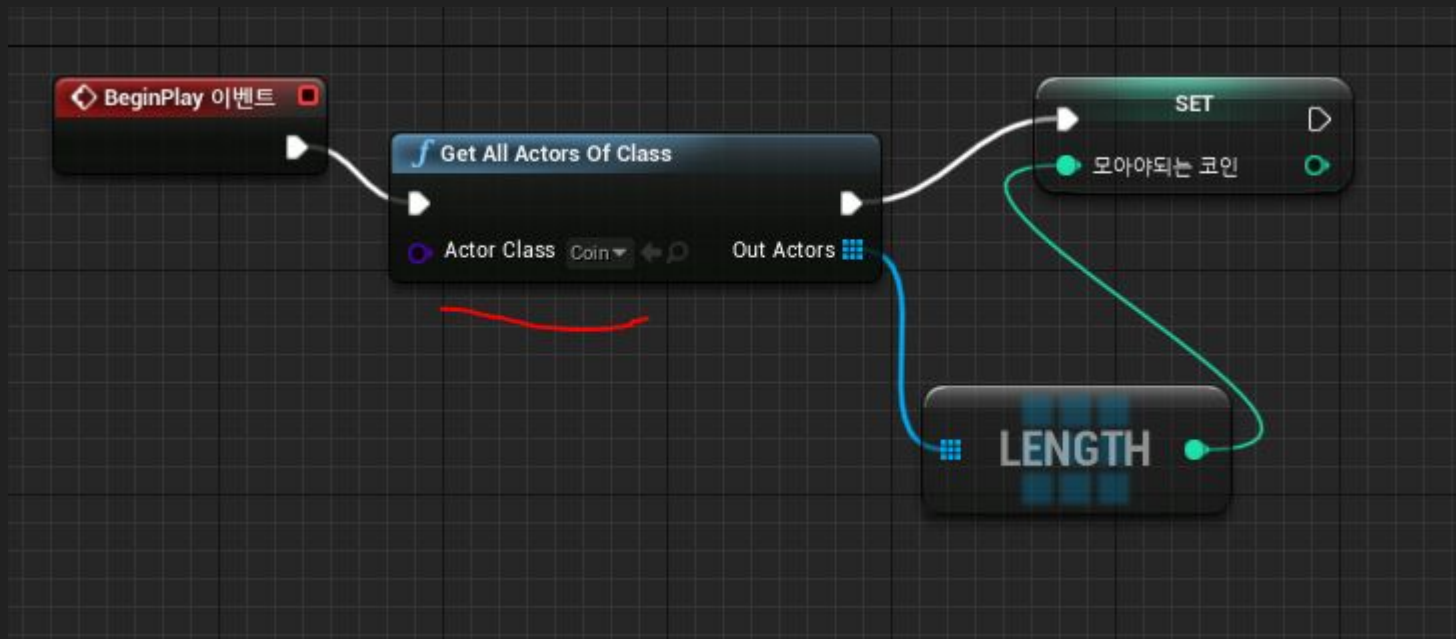 BeginPlay 이벤트
Get All Actors Of Class
Actor Class Coin Out Actors
SET
모아야되는 코인
LENGTH